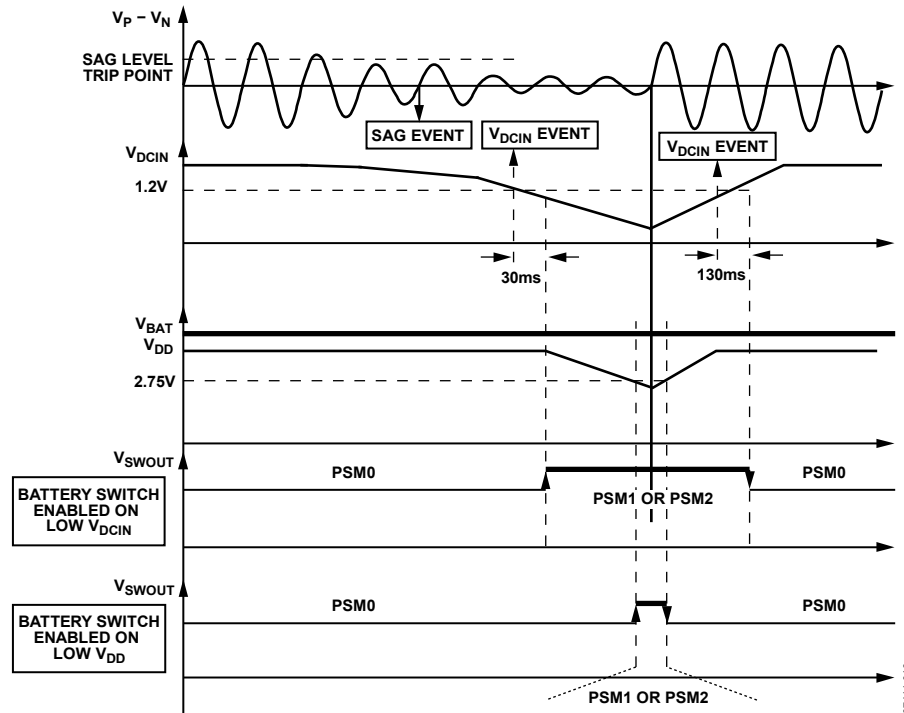 VP – VN
SAG LEVEL
TRIP POINT
SAG EVENT
VDCIN EVENT
VDCIN EVENT
VDCIN
1.2V
30ms
130ms
VBAT
VDD
2.75V
VSWOUT
BATTERY SWITCH
ENABLED ON
LOW VDCIN
PSM0
PSM1 OR PSM2
PSM0
VSWOUT
BATTERY SWITCH
ENABLED ON
LOW VDD
PSM0
PSM0
PSM1 OR PSM2